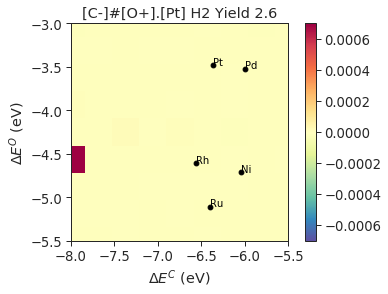 [C-]#[O+].[Pt] H2 Yield 2.6
−3.0
−3.5
−4.0
−4.5
−5.0
−5.5
ΔE^O (eV)
Pt
Pd
Rh
Ni
Ru
−8.0 −7.5 −7.0 −6.5 −6.0 −5.5
ΔE^C (eV)
0.0006
0.0004
0.0002
0.0000
−0.0002
−0.0004
−0.0006